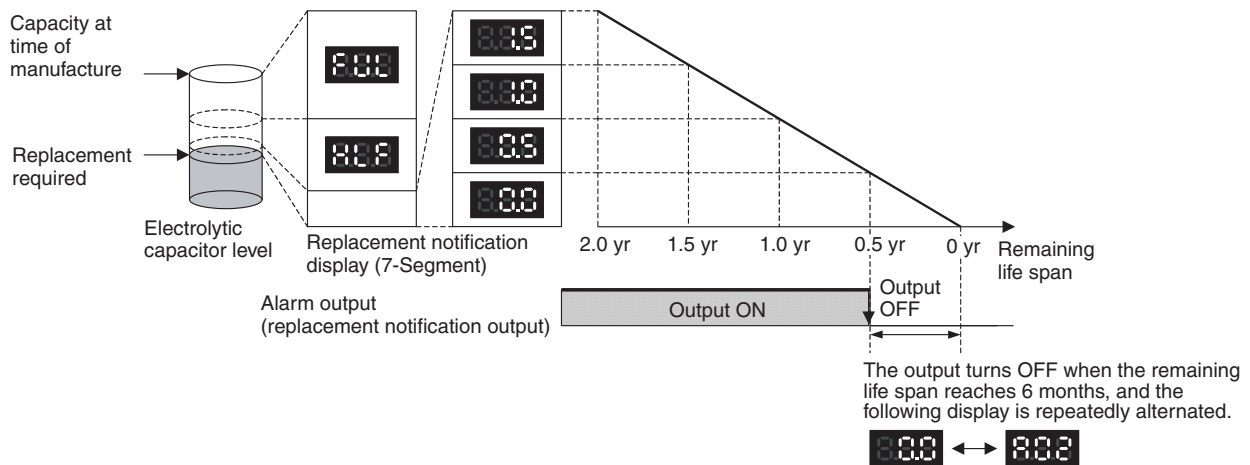 Capacity at
time of
manufacture
Replacement
required
Electrolytic
capacitor level
FUL
HLF
Replacement notification
display (7-Segment)
1.5
1.0
0.5
0.0
2.0 yr
1.5 yr
1.0 yr
0.5 yr
0 yr
Remaining
life span
Alarm output
(replacement notification output)
Output ON
Output
OFF
The output turns OFF when the remaining
life span reaches 6 months, and the
following display is repeatedly alternated.
0.0
A02